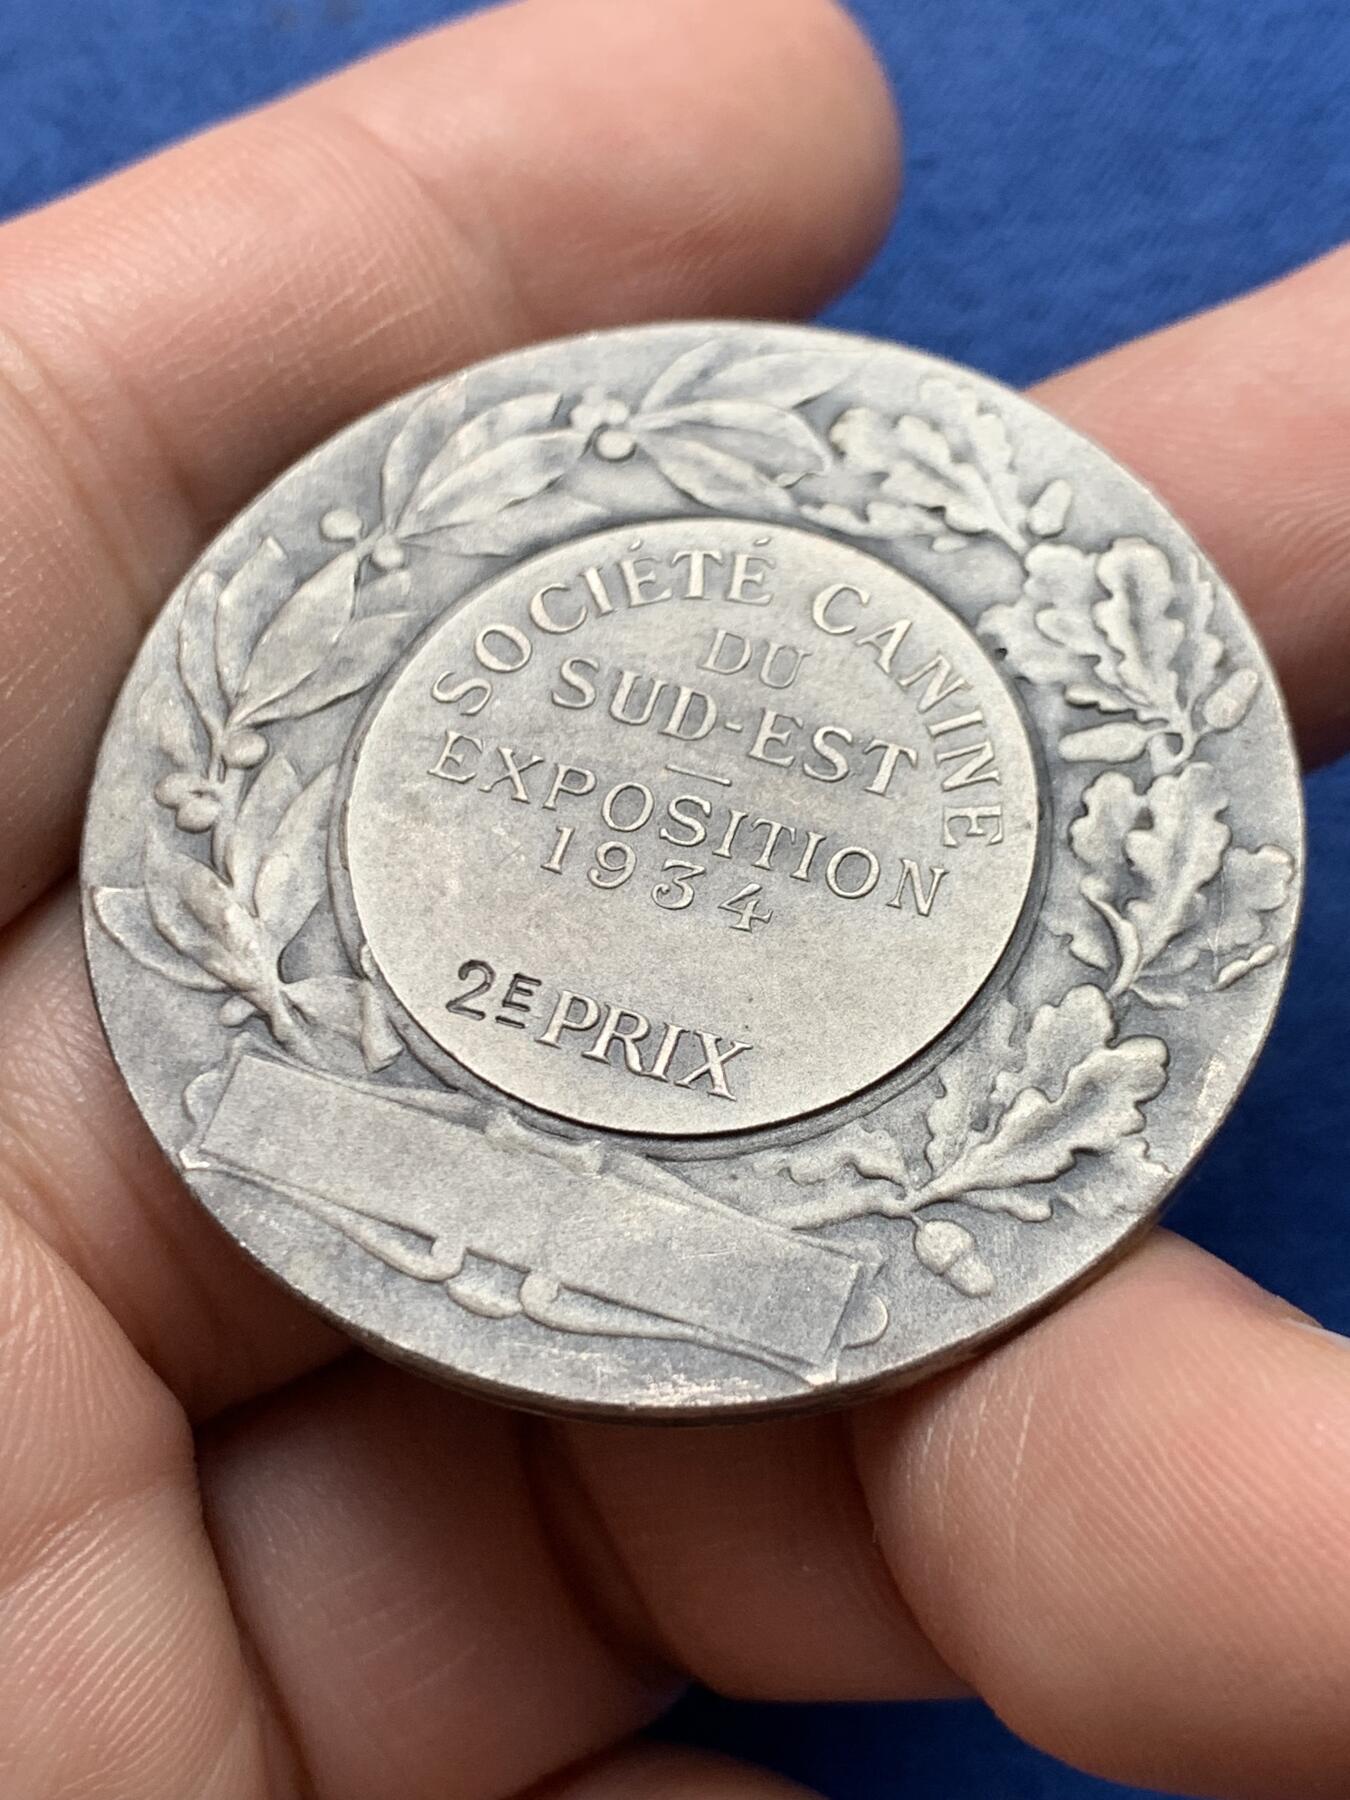 SOCIÉTÉ CANINE
DU
SUD-EST
—
EXPOSITION
1934
2E PRIX